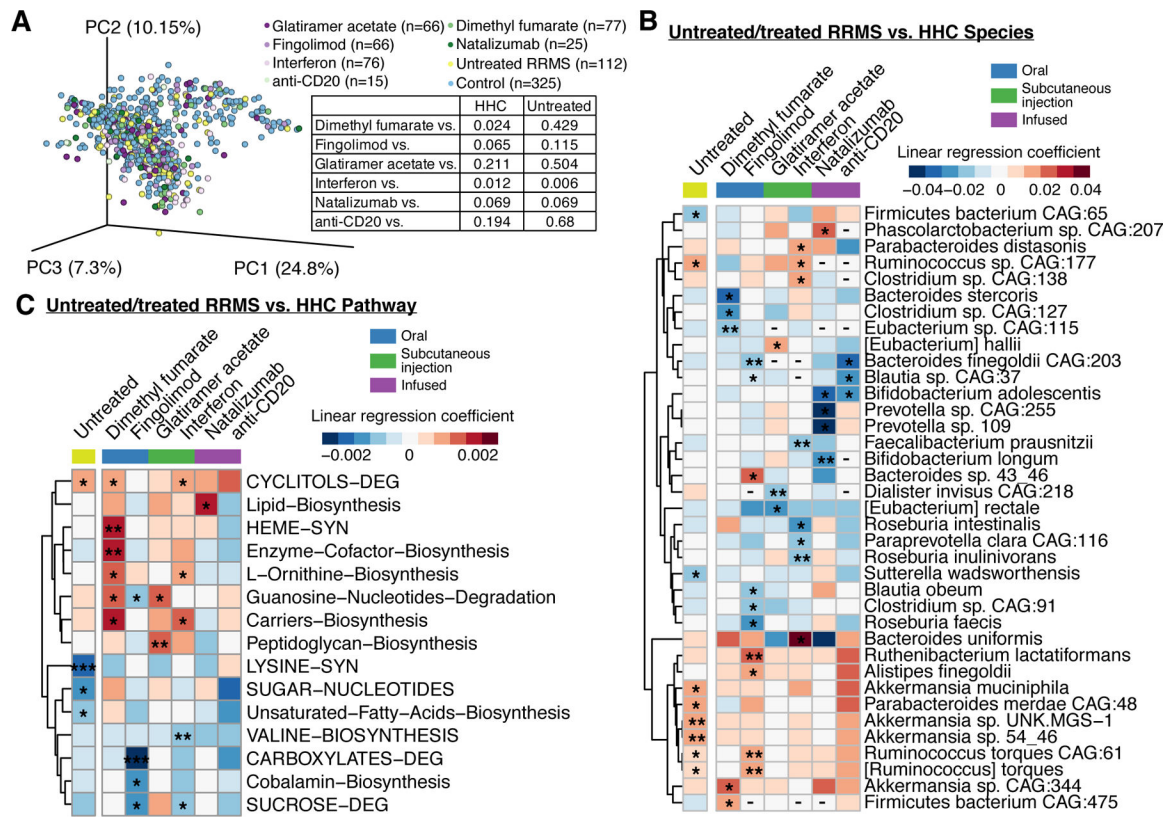 A
PC2 (10.15%)
PC3 (7.3%)
PC1 (24.8%)
Glatiramer acetate (n=66)
Fingolimod (n=66)
Interferon (n=76)
anti-CD20 (n=15)
Dimethyl fumarate (n=77)
Natalizumab (n=25)
Untreated RRMS (n=112)
Control (n=325)
HHC Untreated
Dimethyl fumarate vs. 0.024 0.429
Fingolimod vs. 0.065 0.115
Glatiramer acetate vs. 0.211 0.504
Interferon vs. 0.012 0.006
Natalizumab vs. 0.069 0.069
anti-CD20 vs. 0.194 0.68
B
Untreated/treated RRMS vs. HHC Species
Oral
Subcutaneous
injection
Infused
Linear regression coefficient
−0.04 −0.02 0 0.02 0.04
Untreated
Dimethyl fumarate
Fingolimod
Glatiramer acetate
Interferon
Natalizumab
anti-CD20
Firmicutes bacterium CAG:65
Phascolarctobacterium sp. CAG:207
Parabacteroides distasonis
Ruminococcus sp. CAG:177
Clostridium sp. CAG:138
Bacteroides stercoris
Clostridium sp. CAG:127
Eubacterium sp. CAG:115
[Eubacterium] hallii
Bacteroides finegoldii CAG:203
Blautia sp. CAG:37
Bifidobacterium adolescentis
Prevotella sp. CAG:255
Prevotella sp. 109
Faecalibacterium prausnitzii
Bifidobacterium longum
Bacteroides sp. 43_46
Dialister invisus CAG:218
[Eubacterium] rectale
Roseburia intestinalis
Paraprevotella clara CAG:116
Roseburia inulinivorans
Sutterella wadsworthensis
Blautia obeum
Clostridium sp. CAG:91
Roseburia faecis
Bacteroides uniformis
Ruthenibacterium lactatiformans
Alistipes finegoldii
Akkermansia muciniphila
Parabacteroides merdae CAG:48
Akkermansia sp. UNK.MGS−1
Akkermansia sp. 54_46
Ruminococcus torques CAG:61
[Ruminococcus] torques
Akkermansia sp. CAG:344
Firmicutes bacterium CAG:475
C
Untreated/treated RRMS vs. HHC Pathway
Oral
Subcutaneous
injection
Infused
Linear regression coefficient
−0.002 0 0.002
Untreated
Dimethyl fumarate
Fingolimod
Glatiramer acetate
Interferon
Natalizumab
anti-CD20
CYCLITOLS−DEG
Lipid−Biosynthesis
HEME−SYN
Enzyme−Cofactor−Biosynthesis
L−Ornithine−Biosynthesis
Guanosine−Nucleotides−Degradation
Carriers−Biosynthesis
Peptidoglycan−Biosynthesis
LYSINE−SYN
SUGAR−NUCLEOTIDES
Unsaturated−Fatty−Acids−Biosynthesis
VALINE−BIOSYNTHESIS
CARBOXYLATES−DEG
Cobalamin−Biosynthesis
SUCROSE−DEG